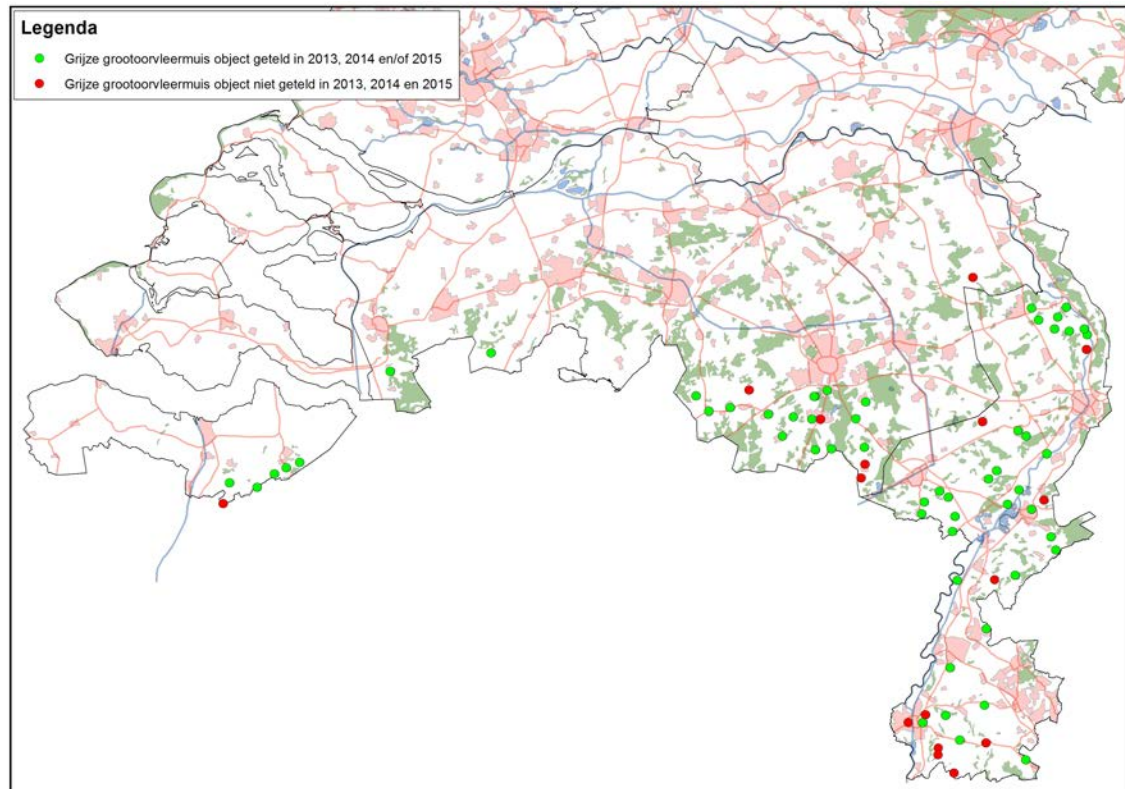 Legenda
Grijze grootoorvleermuis object geteld in 2013, 2014 en/of 2015
Grijze grootoorvleermuis object niet geteld in 2013, 2014 en 2015